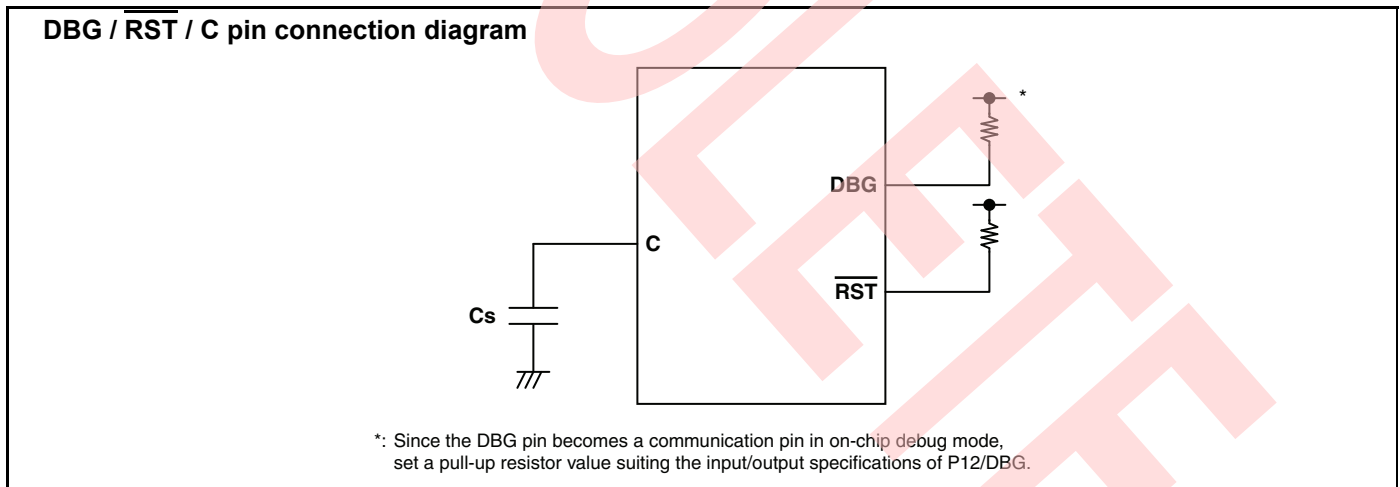 DBG / RST / C pin connection diagram
*
DBG
C
RST
Cs
*: Since the DBG pin becomes a communication pin in on-chip debug mode,
set a pull-up resistor value suiting the input/output specifications of P12/DBG.